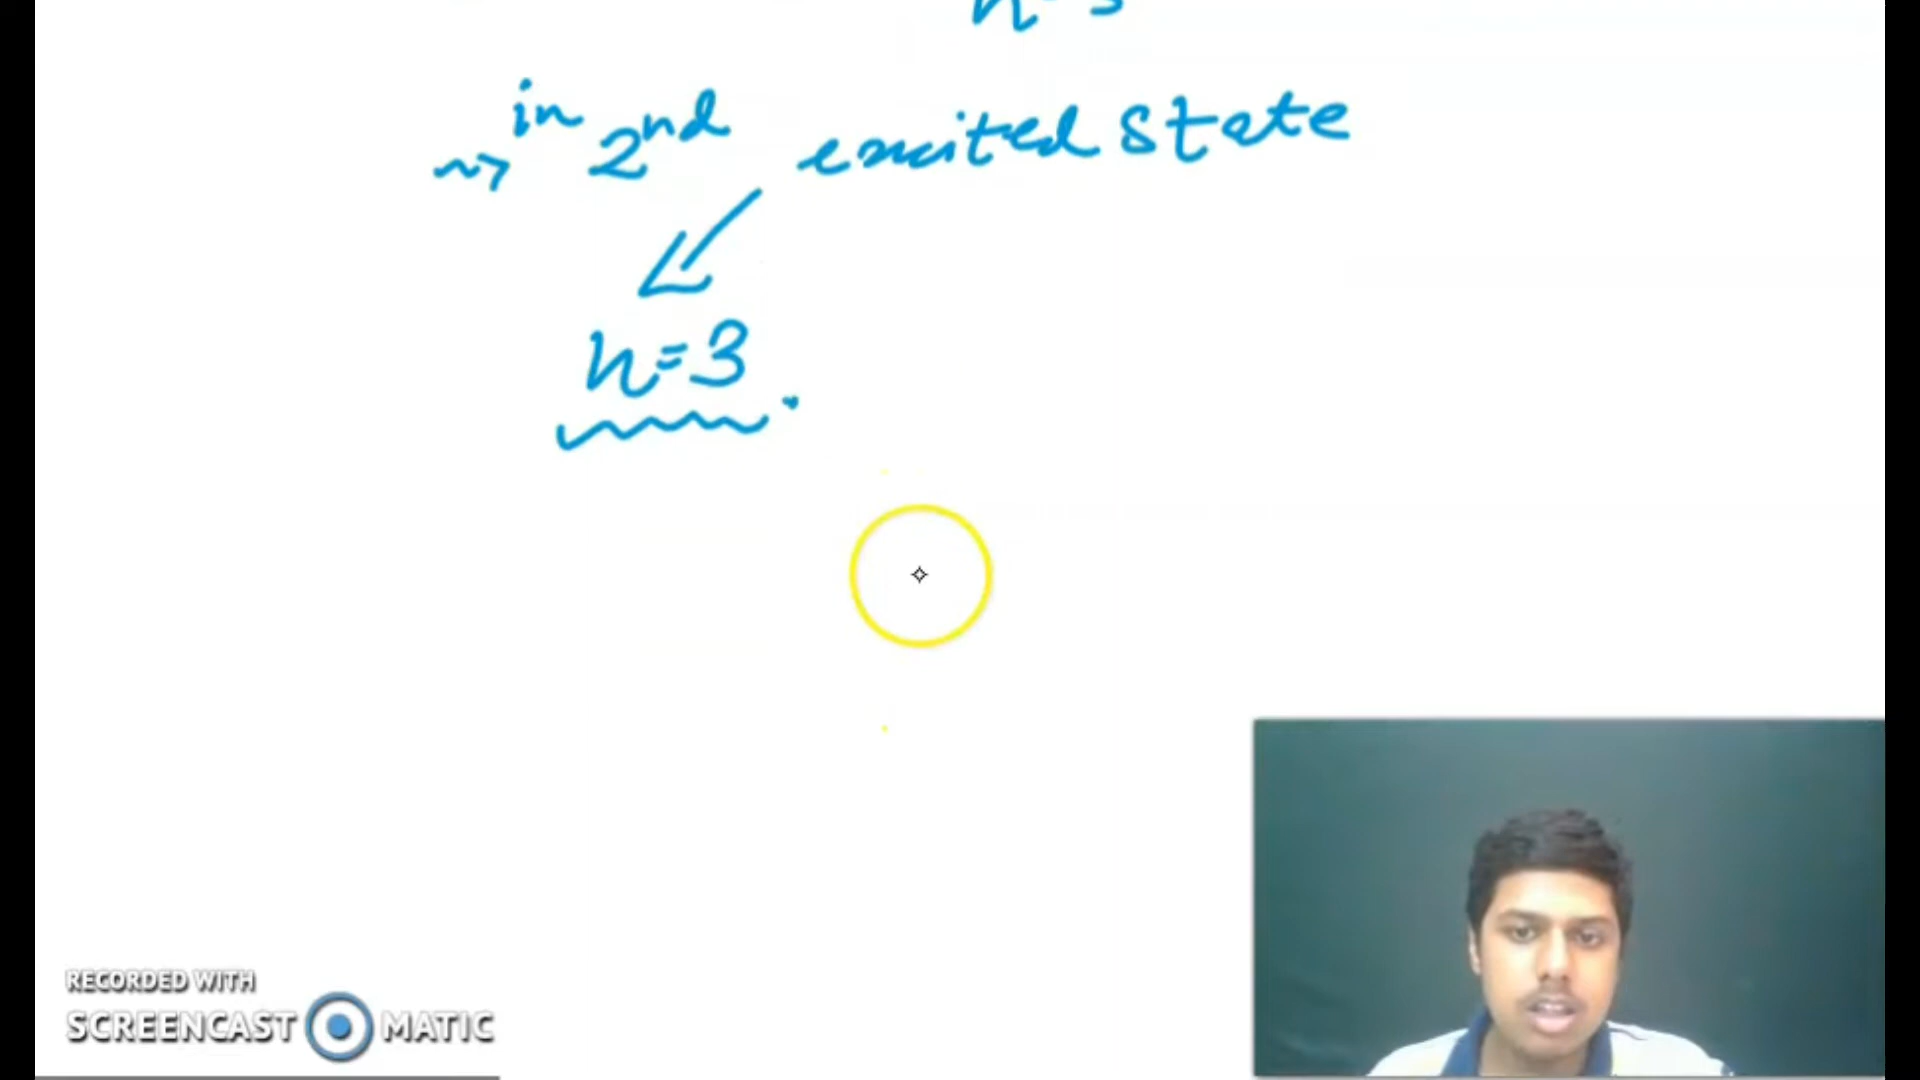 in 2nd excited state
n=3.
RECORDED WITH
SCREENCAST MATIC